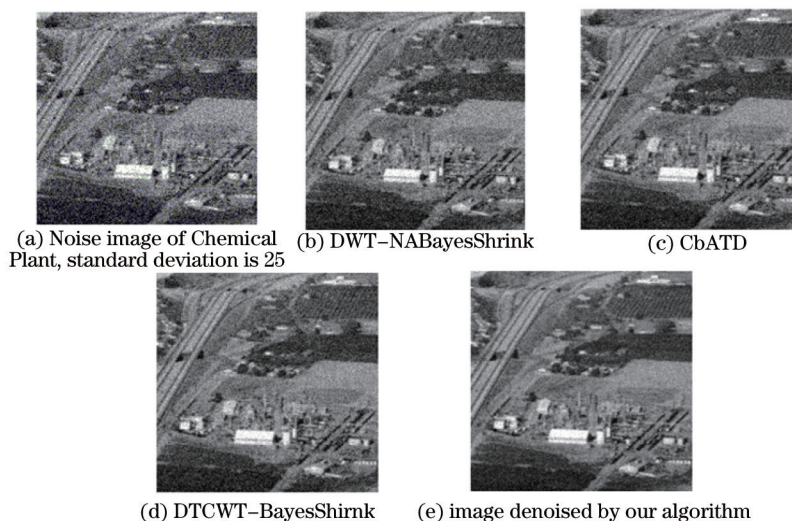 (a) Noise image of Chemical
Plant, standard deviation is 25
(b) DWT−NABayesShrink
(c) CbATD
(d) DTCWT−BayesShirnk
(e) image denoised by our algorithm